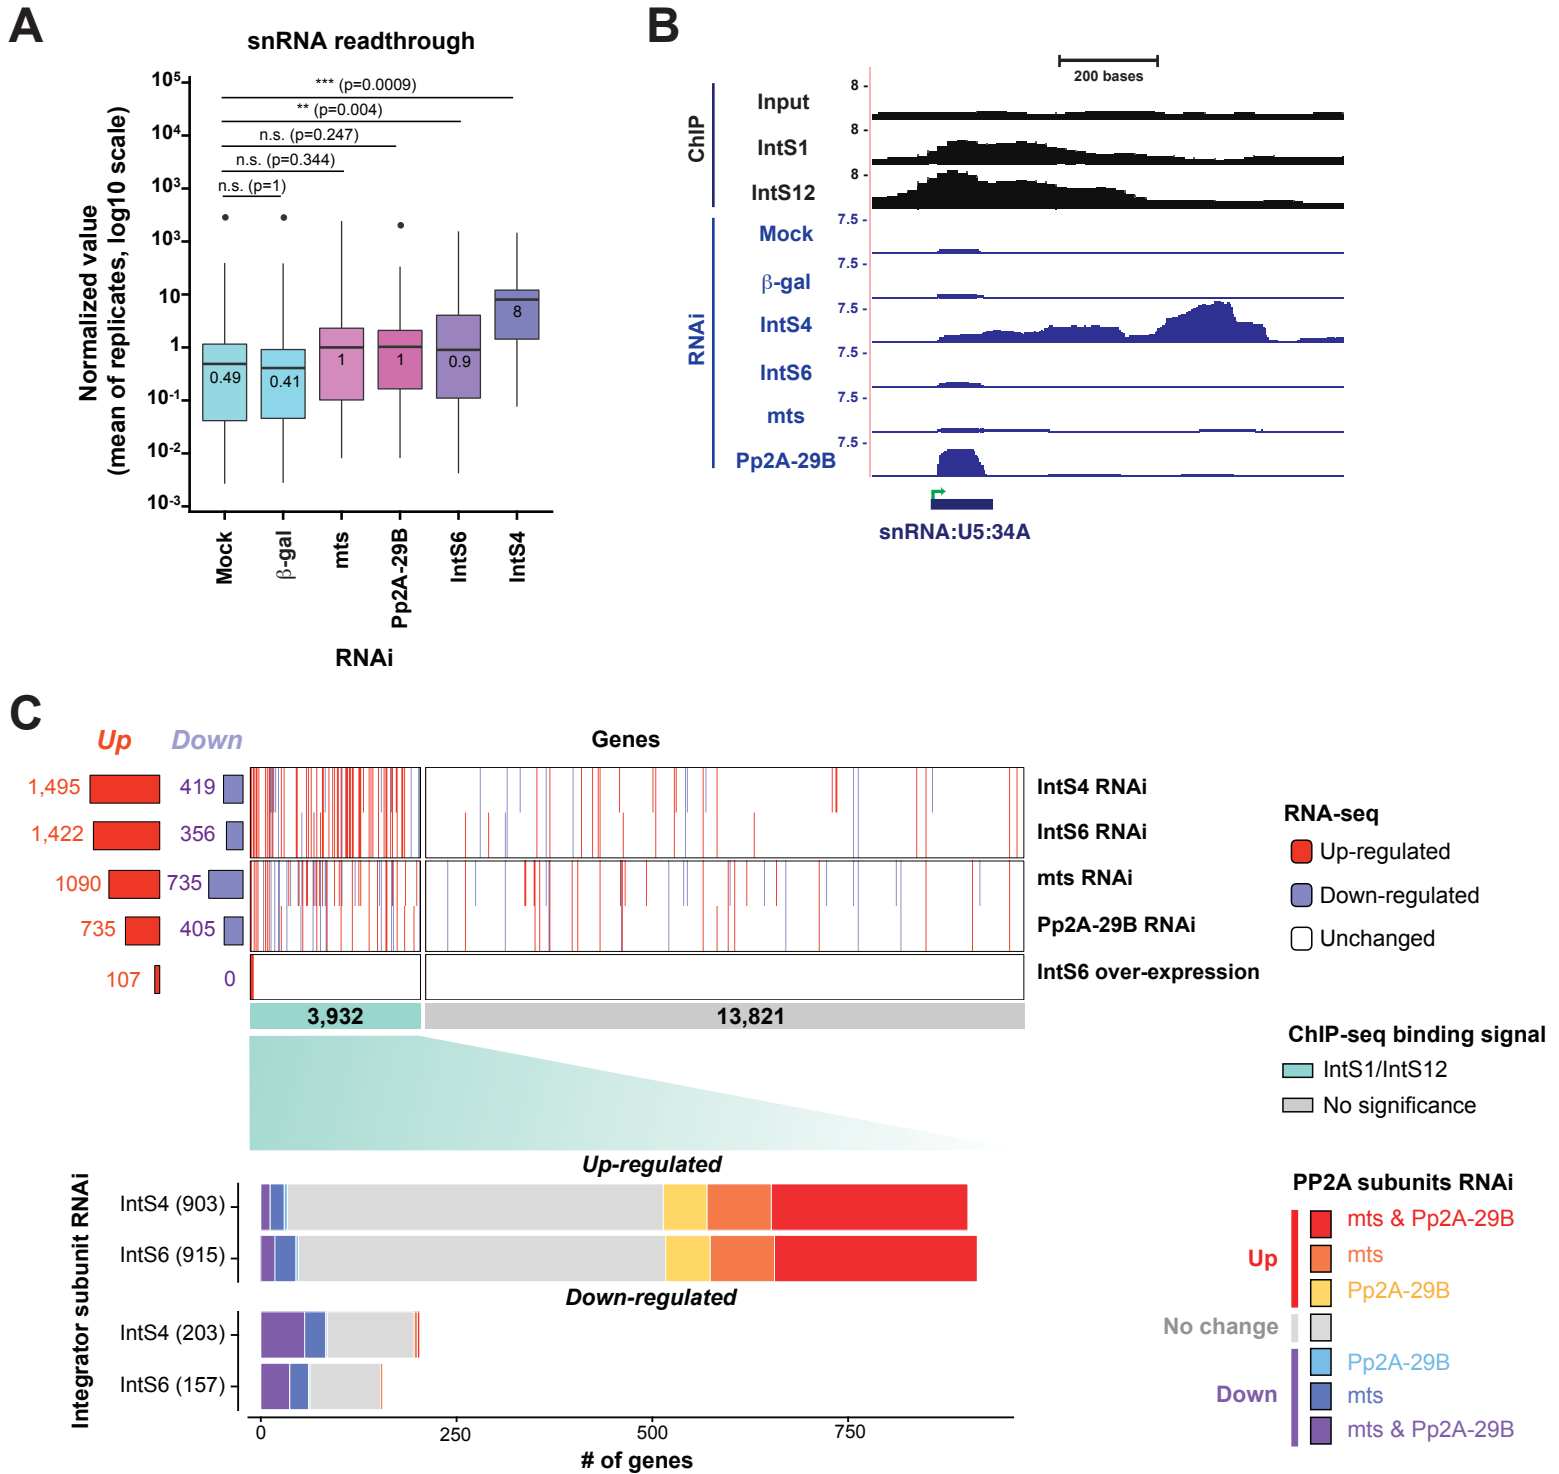 A
snRNA readthrough
Normalized value
(mean of replicates, log10 scale)
10^5
10^4
10^3
10^3
10
1
10^-1
10^-2
10^-3
*** (p=0.0009)
** (p=0.004)
n.s. (p=0.247)
n.s. (p=0.344)
n.s. (p=1)
0.49
0.41
1
1
0.9
8
Mock
β-gal
mts
Pp2A-29B
IntS6
IntS4
RNAi
B
200 bases
ChIP
Input
8 -
IntS1
8 -
IntS12
8 -
RNAi
Mock
7.5 -
β-gal
7.5 -
IntS4
7.5 -
IntS6
7.5 -
mts
7.5 -
Pp2A-29B
7.5 -
snRNA:U5:34A
C
Up
Down
Genes
1,495
419
IntS4 RNAi
1,422
356
IntS6 RNAi
1090
735
mts RNAi
735
405
Pp2A-29B RNAi
107
0
IntS6 over-expression
3,932
13,821
RNA-seq
Up-regulated
Down-regulated
Unchanged
ChIP-seq binding signal
IntS1/IntS12
No significance
Integrator subunit RNAi
Up-regulated
IntS4 (903)
IntS6 (915)
Down-regulated
IntS4 (203)
IntS6 (157)
0
250
500
750
# of genes
PP2A subunits RNAi
Up
mts & Pp2A-29B
mts
Pp2A-29B
No change
Down
Pp2A-29B
mts
mts & Pp2A-29B